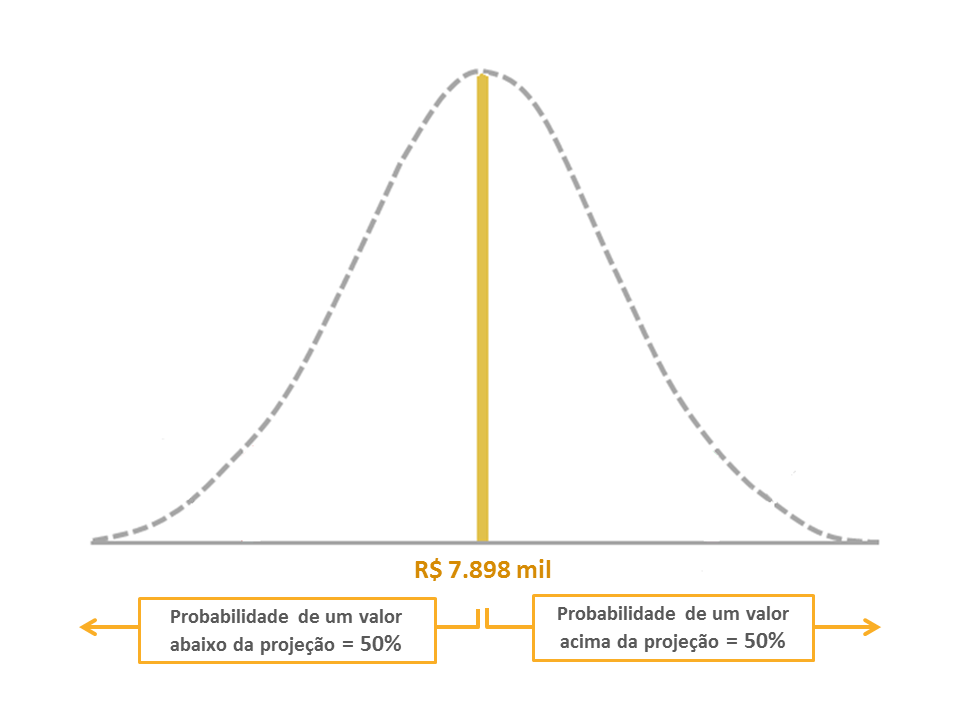 R$ 7.898 mil
Probabilidade de um valor
abaixo da projeção = 50%
Probabilidade de um valor
acima da projeção = 50%